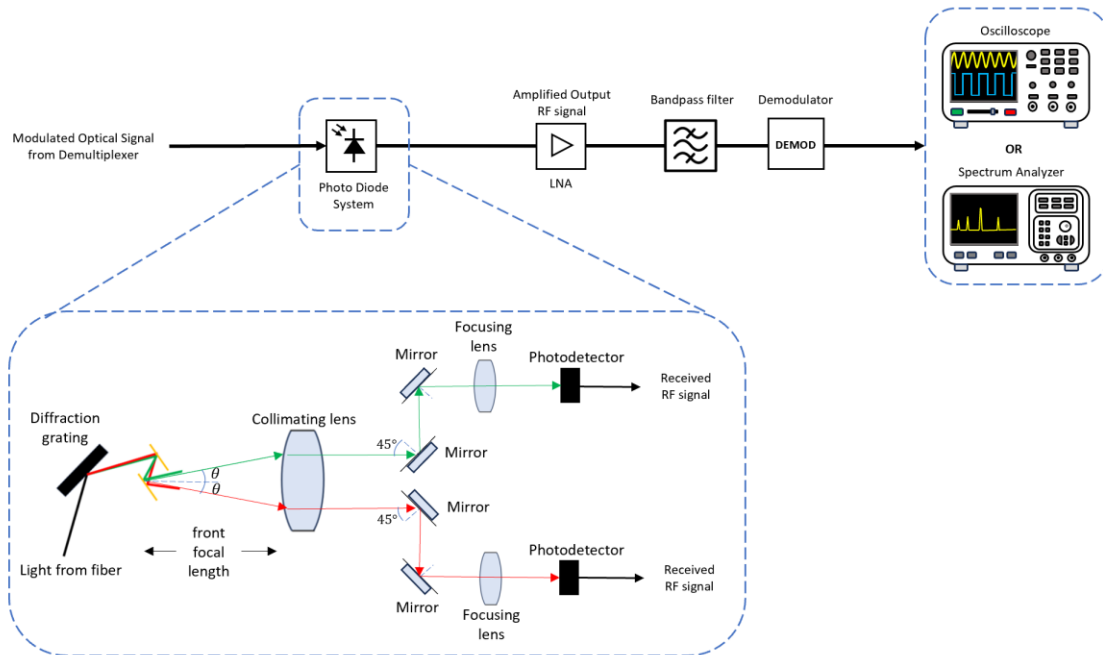 Oscilloscope
Amplified Output
RF signal
Bandpass filter
Demodulator
Modulated Optical Signal
from Demultiplexer
DEMOD
OR
Photo Diode
System
LNA
Spectrum Analyzer
Focusing
lens
Mirror
Photodetector
Received
RF signal
Diffraction
grating
Collimating lens
45°
Mirror
θ
θ
Mirror
45°
front
focal
length
Photodetector
Light from fiber
Received
RF signal
Mirror
Focusing
lens